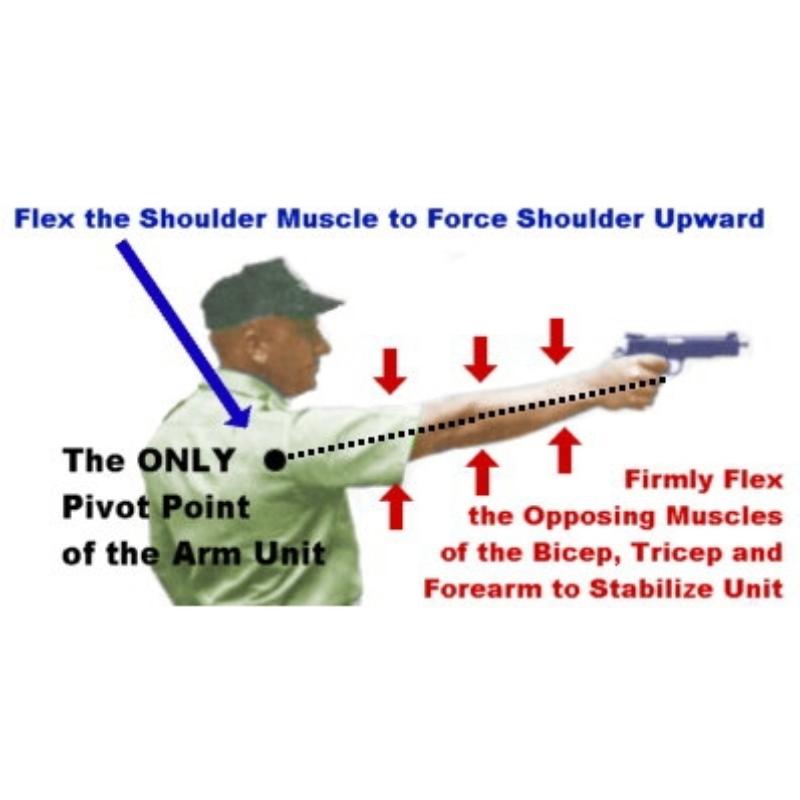 Flex the Shoulder Muscle to Force Shoulder Upward
The ONLY
Pivot Point
of the Arm Unit
Firmly Flex
the Opposing Muscles
of the Bicep, Tricep and
Forearm to Stabilize Unit